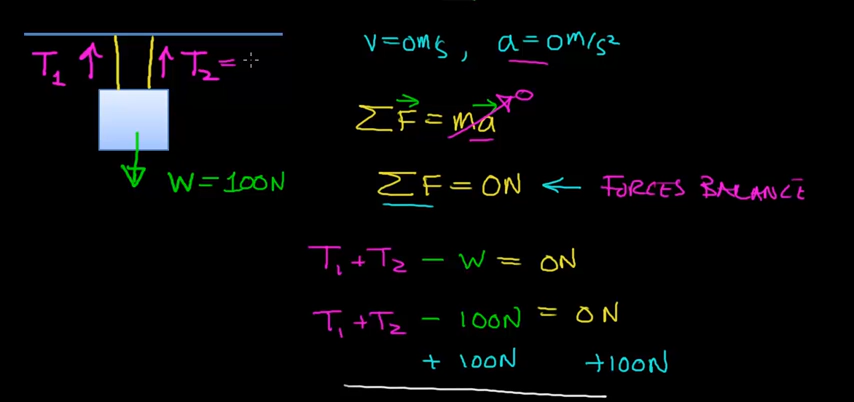 T₁ ↑ ↑ T₂ =
W = 100N
V = 0m/s, a = 0m/s²
ΣF = ma 0
ΣF = 0N ← FORCES BALANCE
T₁ + T₂ - W = 0N
T₁ + T₂ - 100N = 0N
+ 100N +100N